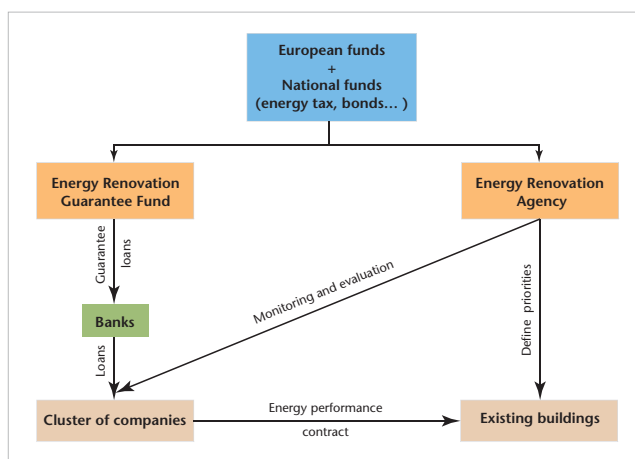 European funds
+
National funds
(energy tax, bonds... )
Energy Renovation
Guarantee Fund
Energy Renovation
Agency
Guarantee
loans
Monitoring and evaluation
Define priorities
Banks
Loans
Cluster of companies
Energy performance
contract
Existing buildings